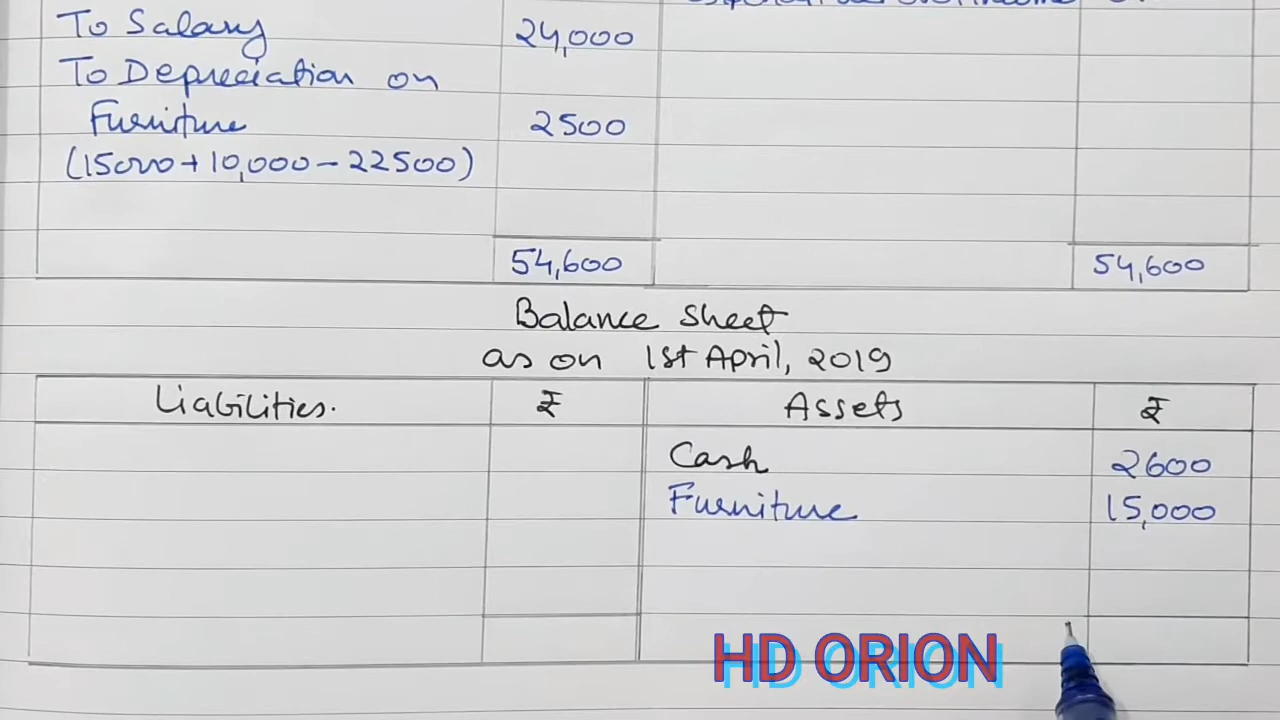 To Salary 24,000
To Depreciation on
Furniture 2500
(15000 + 10,000 - 22500)
54,600 54,600
Balance Sheet
as on 1st April, 2019
Liabilities. ₹ Assets ₹
Cash 2600
Furniture 15,000
HD ORION